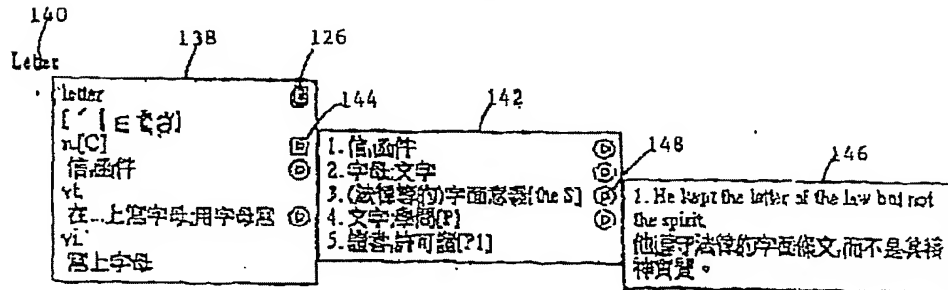 140
138
126
Letter
letter
n[C]
信,函件
vt.
在...上寫字母;用字母寫
vi.
寫上字母
144
142
1.信,函件
2.字母;文字
3.(法律等的)字面意義[the S]
4.文字;學問[P]
5.證書;許可證[P1]
148
146
1. He kept the letter of the law but not
the spirit.
他遵守法律的字面條文,而不是其精
神實質。